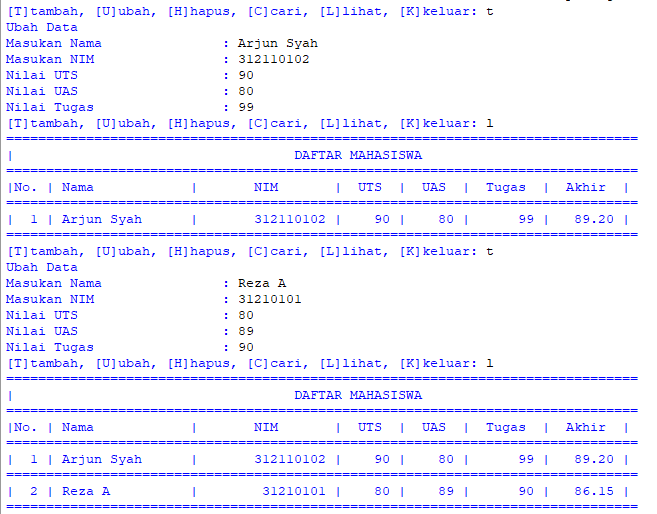 [T]tambah, [U]ubah, [H]hapus, [C]cari, [L]lihat, [K]keluar: t
Ubah Data
Masukan Nama               : Arjun Syah
Masukan NIM                : 312110102
Nilai UTS                  : 90
Nilai UAS                  : 80
Nilai Tugas                : 99
[T]tambah, [U]ubah, [H]hapus, [C]cari, [L]lihat, [K]keluar: l
===============================================================================
|                                   DAFTAR MAHASISWA
===============================================================================
|No. | Nama            |       NIM       |  UTS  |  UAS  |  Tugas  |  Akhir  |
===============================================================================
|  1 | Arjun Syah      |       312110102 |    90 |    80 |      99 |   89.20 |
===============================================================================
[T]tambah, [U]ubah, [H]hapus, [C]cari, [L]lihat, [K]keluar: t
Ubah Data
Masukan Nama               : Reza A
Masukan NIM                : 31210101
Nilai UTS                  : 80
Nilai UAS                  : 89
Nilai Tugas                : 90
[T]tambah, [U]ubah, [H]hapus, [C]cari, [L]lihat, [K]keluar: l
===============================================================================
|                                   DAFTAR MAHASISWA
===============================================================================
|No. | Nama            |       NIM       |  UTS  |  UAS  |  Tugas  |  Akhir  |
===============================================================================
|  1 | Arjun Syah      |       312110102 |    90 |    80 |      99 |   89.20 |
===============================================================================
|  2 | Reza A          |        31210101 |    80 |    89 |      90 |   86.15 |
===============================================================================